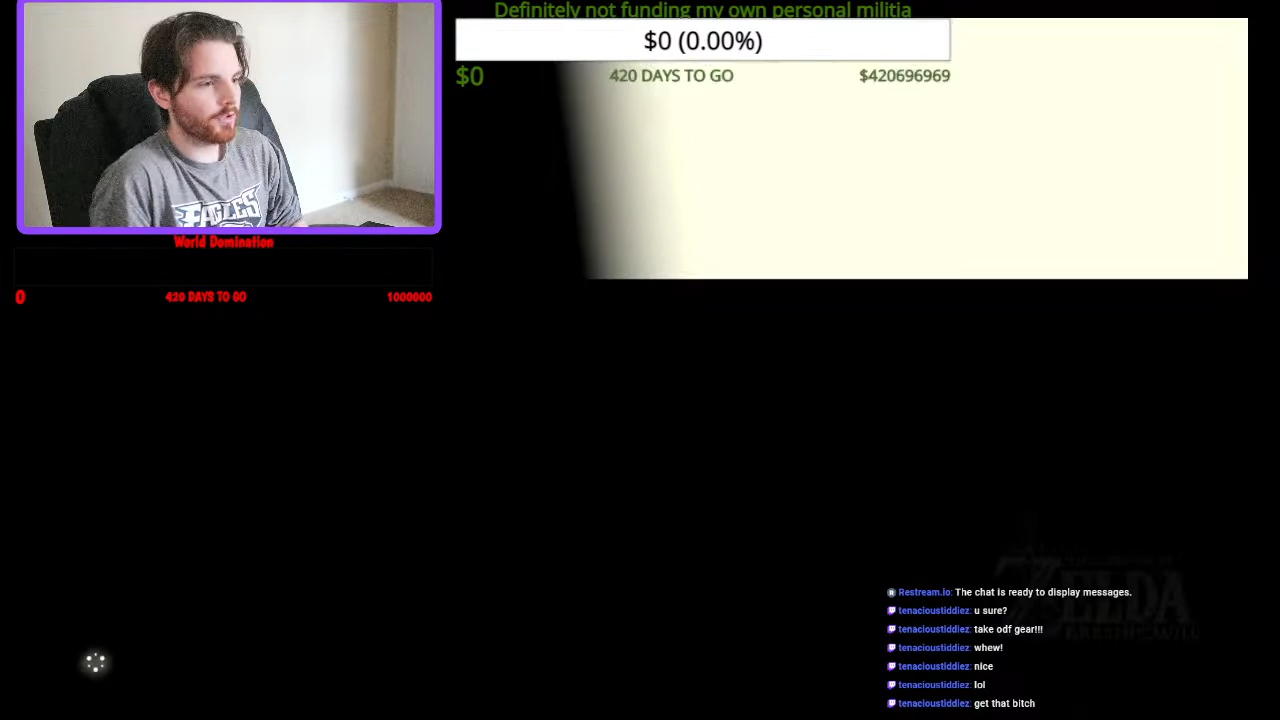 Definitely not funding my own personal militia
$0 (0.00%)
$0 420 DAYS TO GO $420696969
EAGLES
World Domination
0 420 DAYS TO GO 1000000
ZELDA
Restream.io: The chat is ready to display messages.
tenacioustiddiez: u sure?
tenacioustiddiez: take odf gear!!!
tenacioustiddiez: whew!
tenacioustiddiez: nice
tenacioustiddiez: lol
tenacioustiddiez: get that bitch